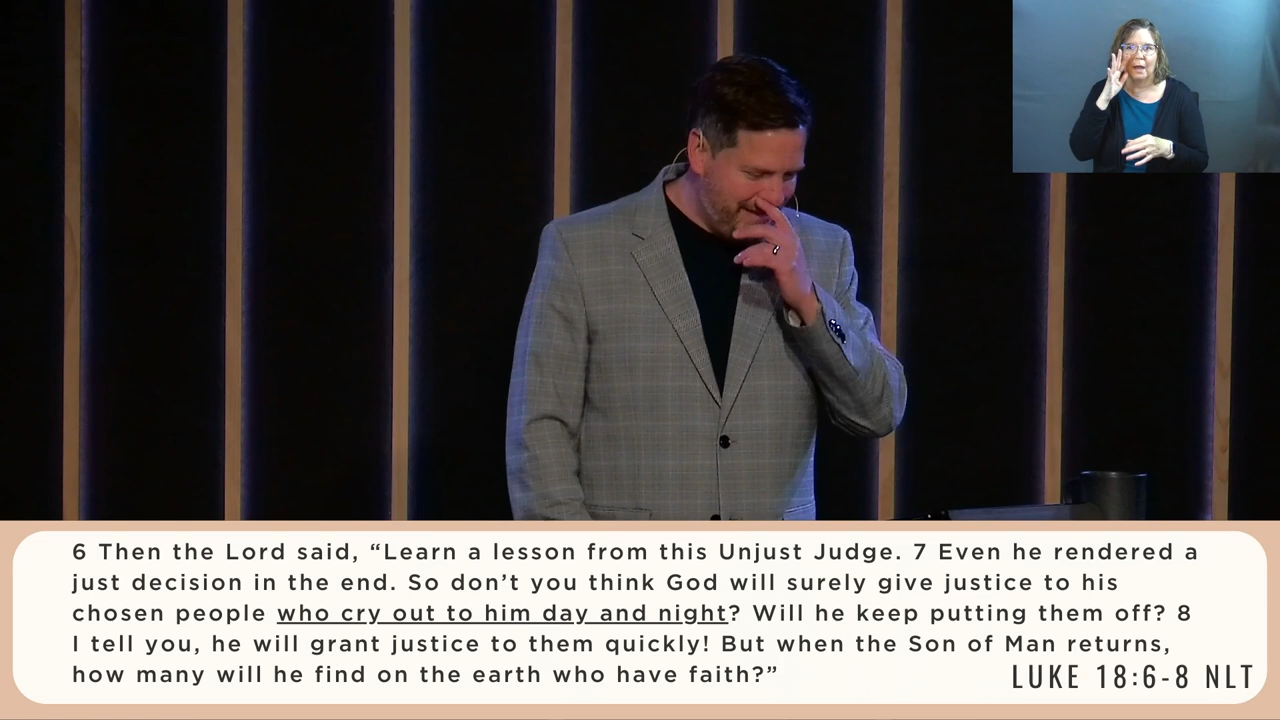 6 Then the Lord said, “Learn a lesson from this Unjust Judge. 7 Even he rendered a
just decision in the end. So don’t you think God will surely give justice to his
chosen people who cry out to him day and night? Will he keep putting them off? 8
I tell you, he will grant justice to them quickly! But when the Son of Man returns,
how many will he find on the earth who have faith?”
LUKE 18:6-8 NLT